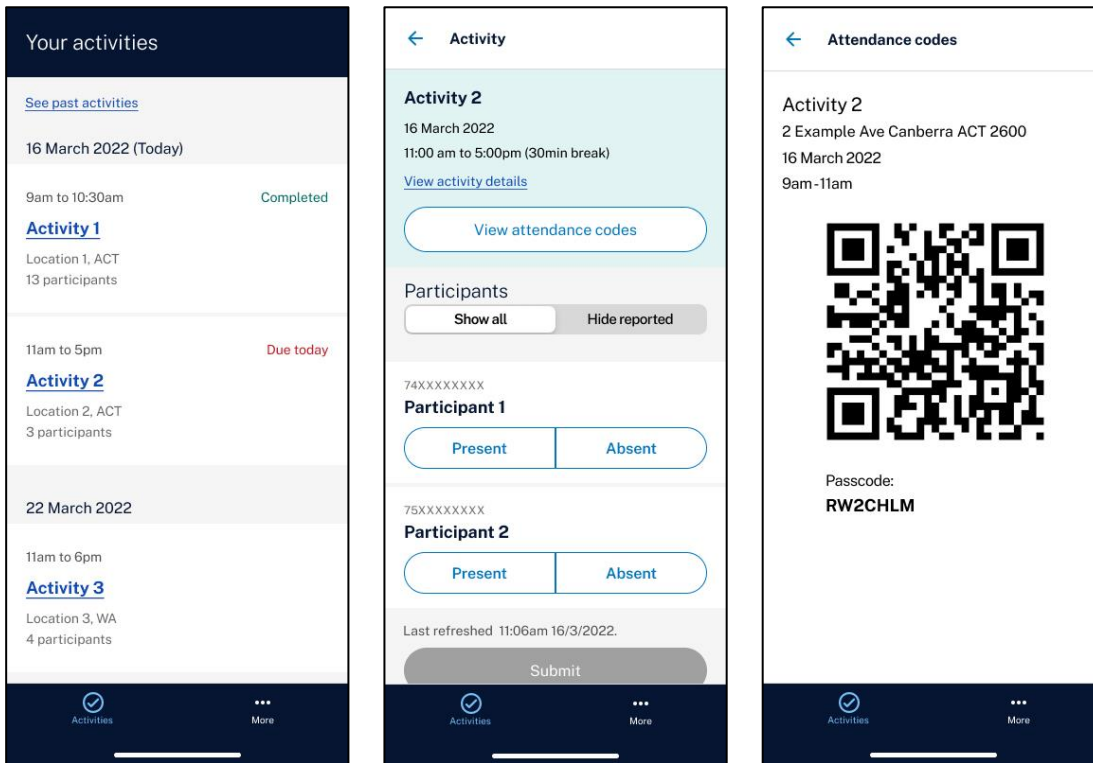 Your activities
See past activities
16 March 2022 (Today)
9am to 10:30am Completed
Activity 1
Location 1, ACT
13 participants
11am to 5pm Due today
Activity 2
Location 2, ACT
3 participants
22 March 2022
11am to 6pm
Activity 3
Location 3, WA
4 participants
Activities More
Activity
Activity 2
16 March 2022
11:00 am to 5:00pm (30min break)
View activity details
View attendance codes
Participants
Show all Hide reported
74XXXXXXXX
Participant 1
Present Absent
75XXXXXXXX
Participant 2
Present Absent
Last refreshed 11:06am 16/3/2022.
Submit
Activities More
Attendance codes
Activity 2
2 Example Ave Canberra ACT 2600
16 March 2022
9am-11am
Passcode:
RW2CHLM
Activities More